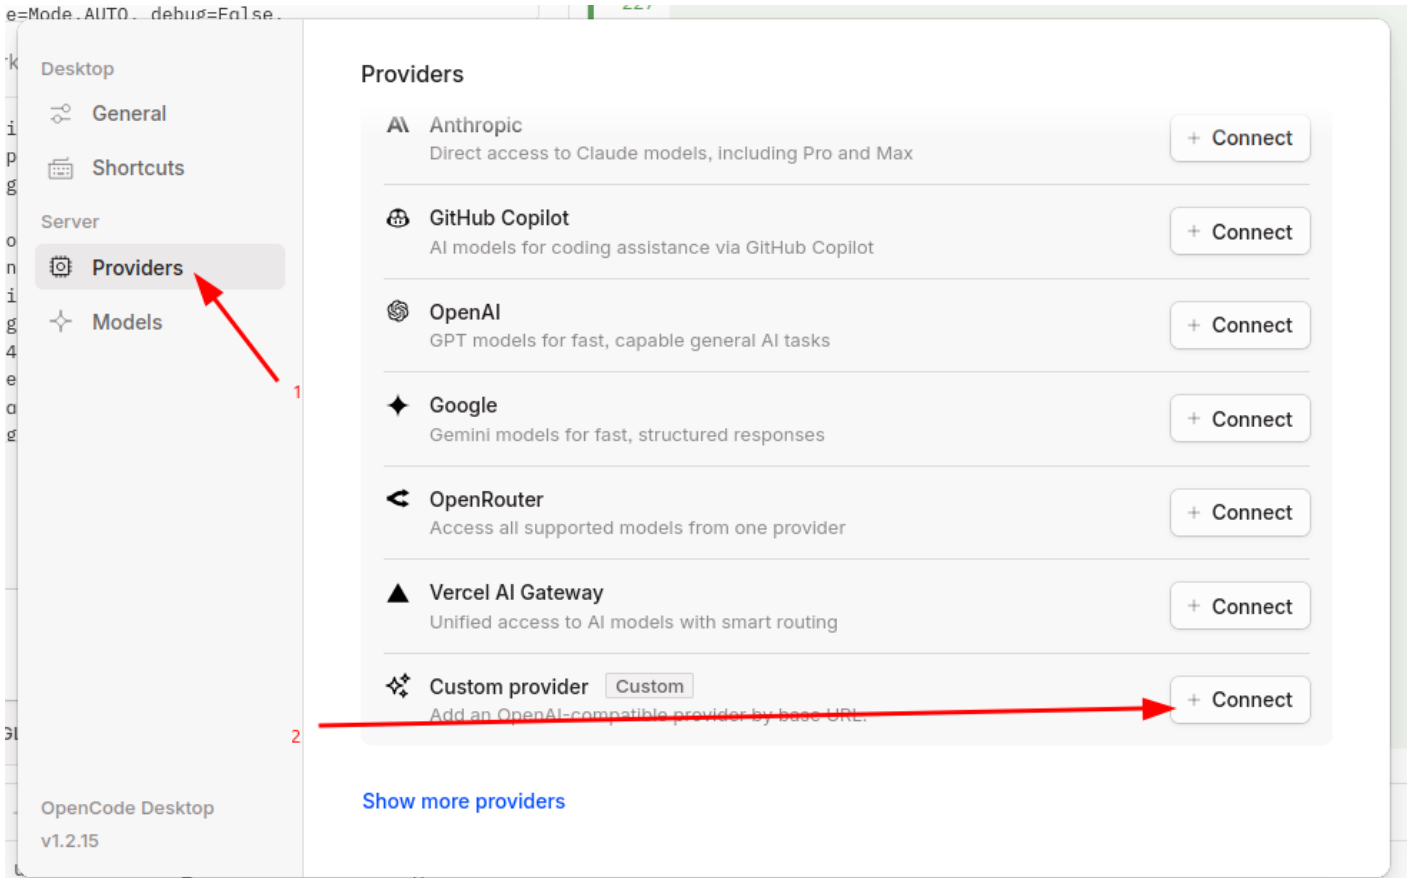 e=Mode.AUTO, debug=False,
227
Desktop
General
Shortcuts
Server
Providers
Models
1
2
OpenCode Desktop
v1.2.15
Providers
Anthropic
Direct access to Claude models, including Pro and Max
+ Connect
GitHub Copilot
AI models for coding assistance via GitHub Copilot
+ Connect
OpenAI
GPT models for fast, capable general AI tasks
+ Connect
Google
Gemini models for fast, structured responses
+ Connect
OpenRouter
Access all supported models from one provider
+ Connect
Vercel AI Gateway
Unified access to AI models with smart routing
+ Connect
Custom provider Custom
Add an OpenAI-compatible provider by base URL.
+ Connect
Show more providers